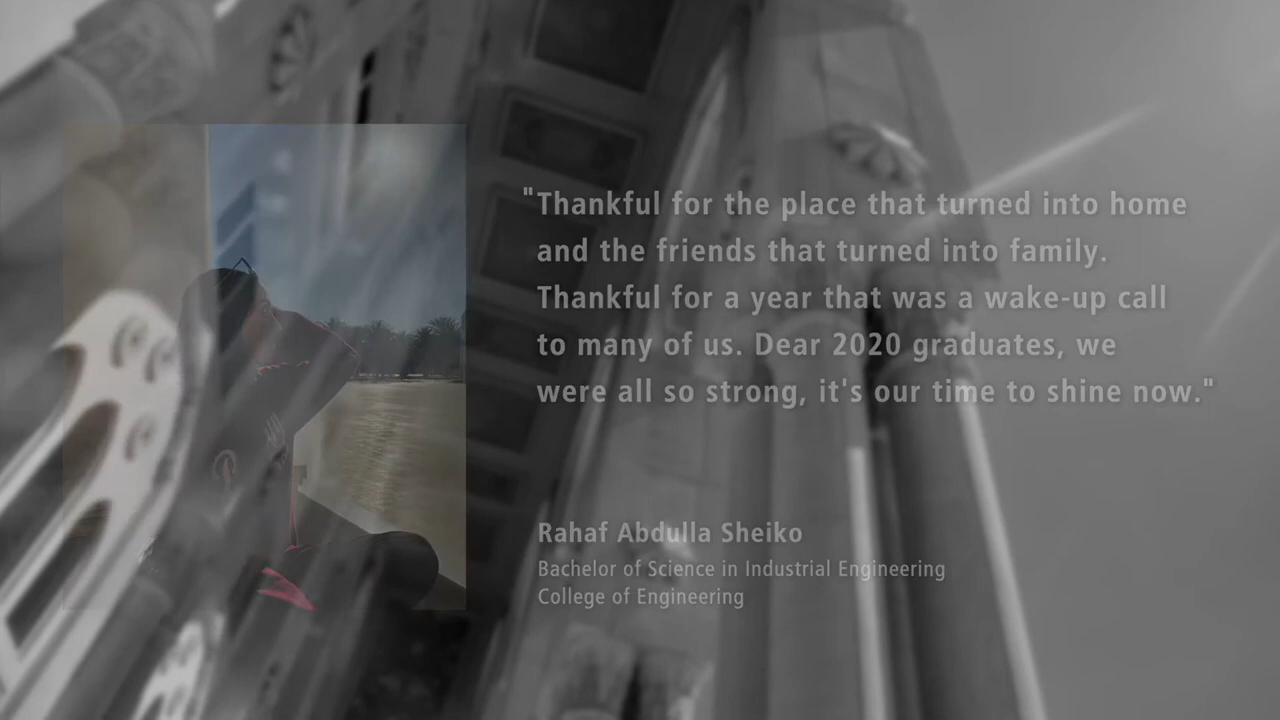 "Thankful for the place that turned into home
and the friends that turned into family.
Thankful for a year that was a wake-up call
to many of us. Dear 2020 graduates, we
were all so strong, it's our time to shine now."
Rahaf Abdulla Sheiko
Bachelor of Science in Industrial Engineering
College of Engineering